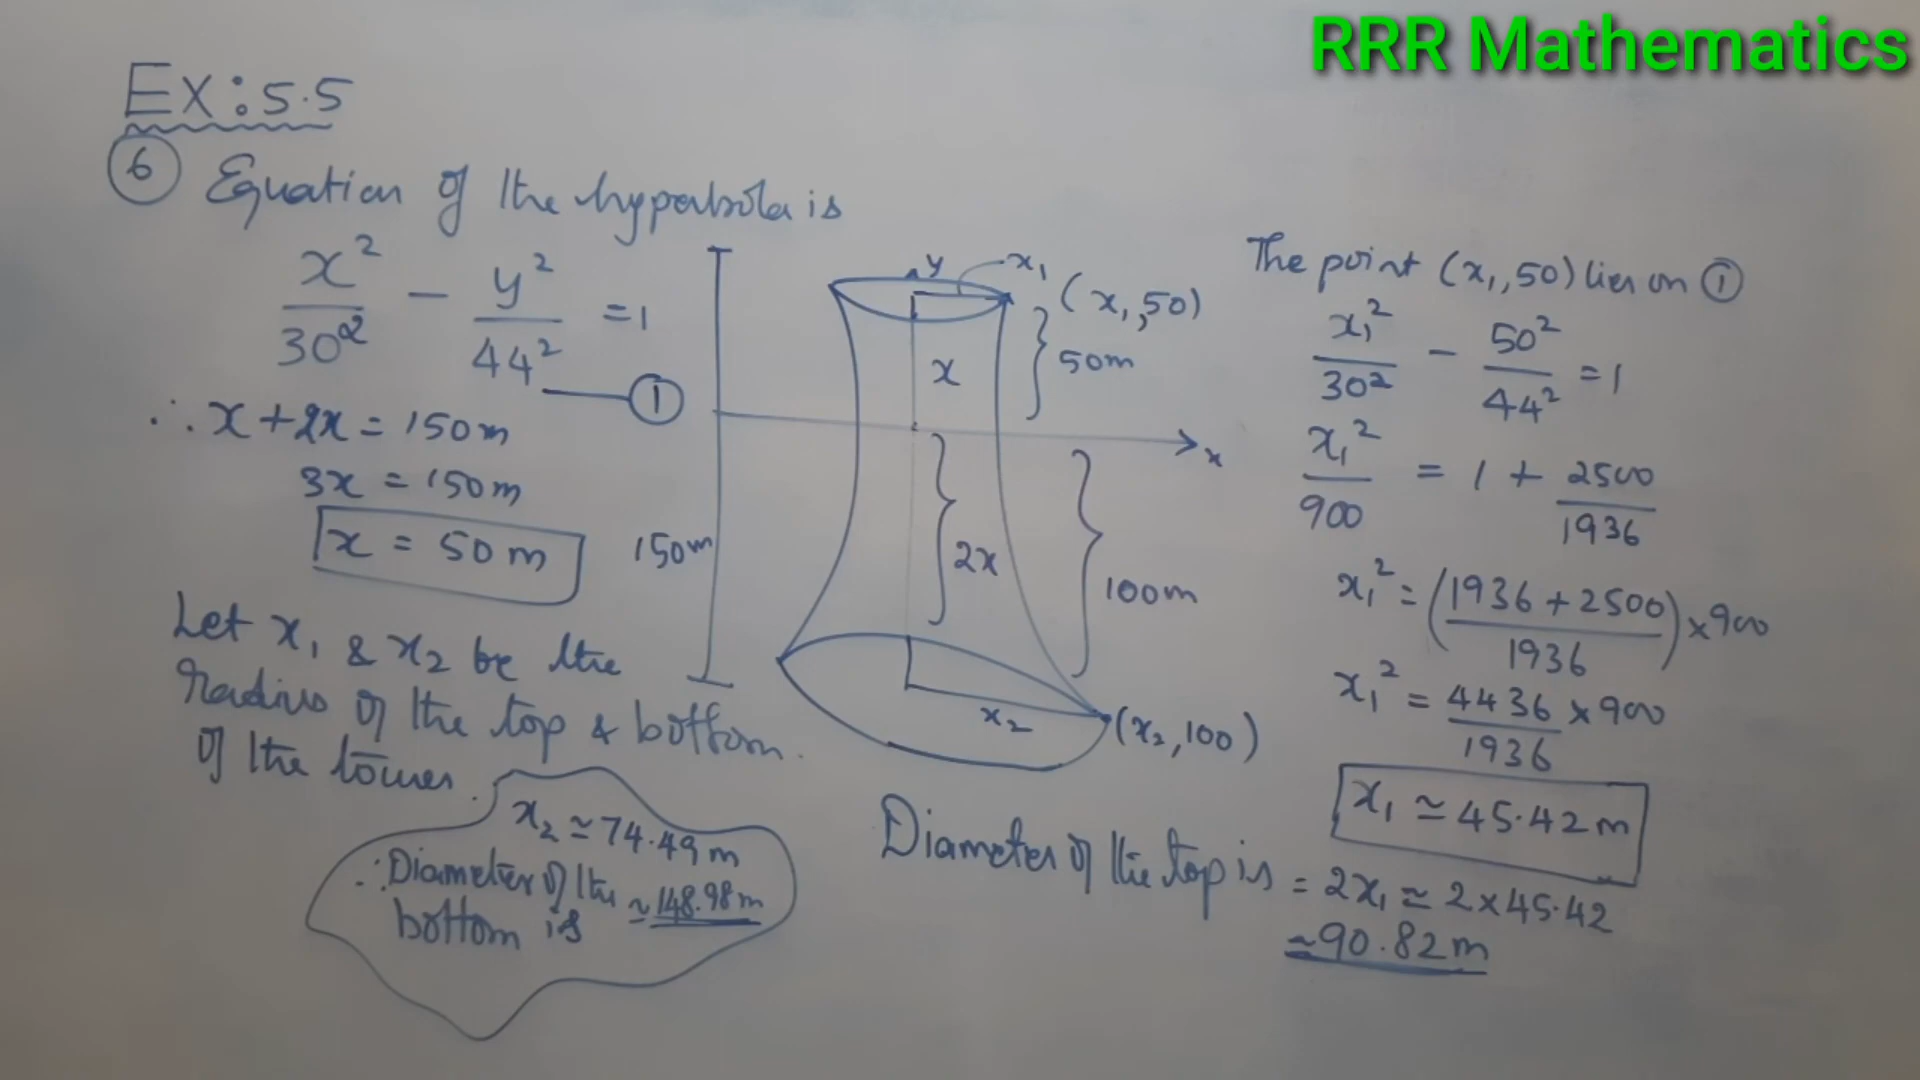 RRR Mathematics
Ex: 5.5
⑥ Equation of the hyperbola is
x²/30² - y²/44² = 1
①
∴ x + 2x = 150m
3x = 150m
x = 50 m
Let x₁ & x₂ be the
radius of the top & bottom
of the tower.
x₂ ≃ 74.49 m
∴ Diameter of the
bottom is ≃ 148.98 m
150m
y
x₁
(x₁, 50)
50m
x
x
2x
100m
x₂
(x₂, 100)
The point (x₁, 50) lies on ①
x₁²/30² - 50²/44² = 1
x₁²/900 = 1 + 2500/1936
x₁² = (1936 + 2500/1936) × 900
x₁² = 4436/1936 × 900
x₁ ≃ 45.42 m
Diameter of the top is = 2x₁ ≃ 2 × 45.42
≃ 90.82 m